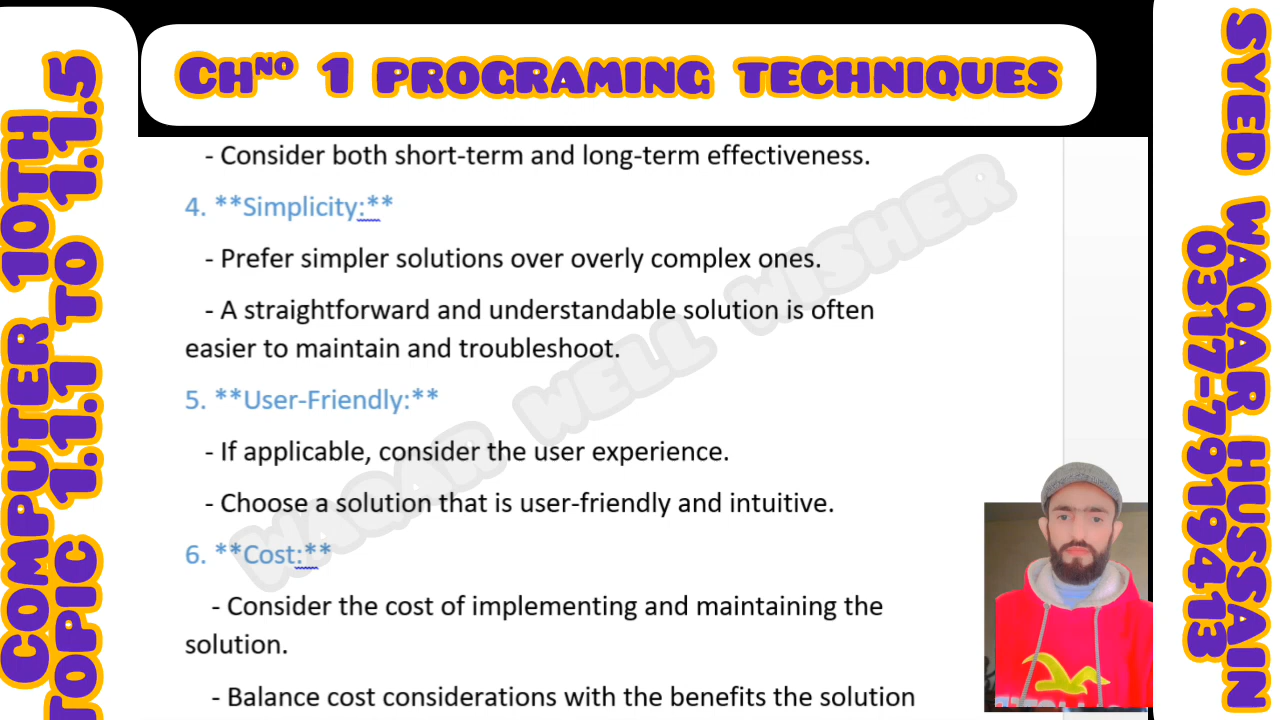 Chno 1 PROGRAMING TECHNIQUES
COMPUTER 10TH
TOPIC 1.1.1 TO 1.1.5
- Consider both short-term and long-term effectiveness.
4. **Simplicity:**
- Prefer simpler solutions over overly complex ones.
- A straightforward and understandable solution is often
easier to maintain and troubleshoot.
5. **User-Friendly:**
- If applicable, consider the user experience.
- Choose a solution that is user-friendly and intuitive.
6. **Cost:**
- Consider the cost of implementing and maintaining the
solution.
- Balance cost considerations with the benefits the solution
WAQAR WELL WISHER
SYED WAQAR HUSSAIN
0317-7919413